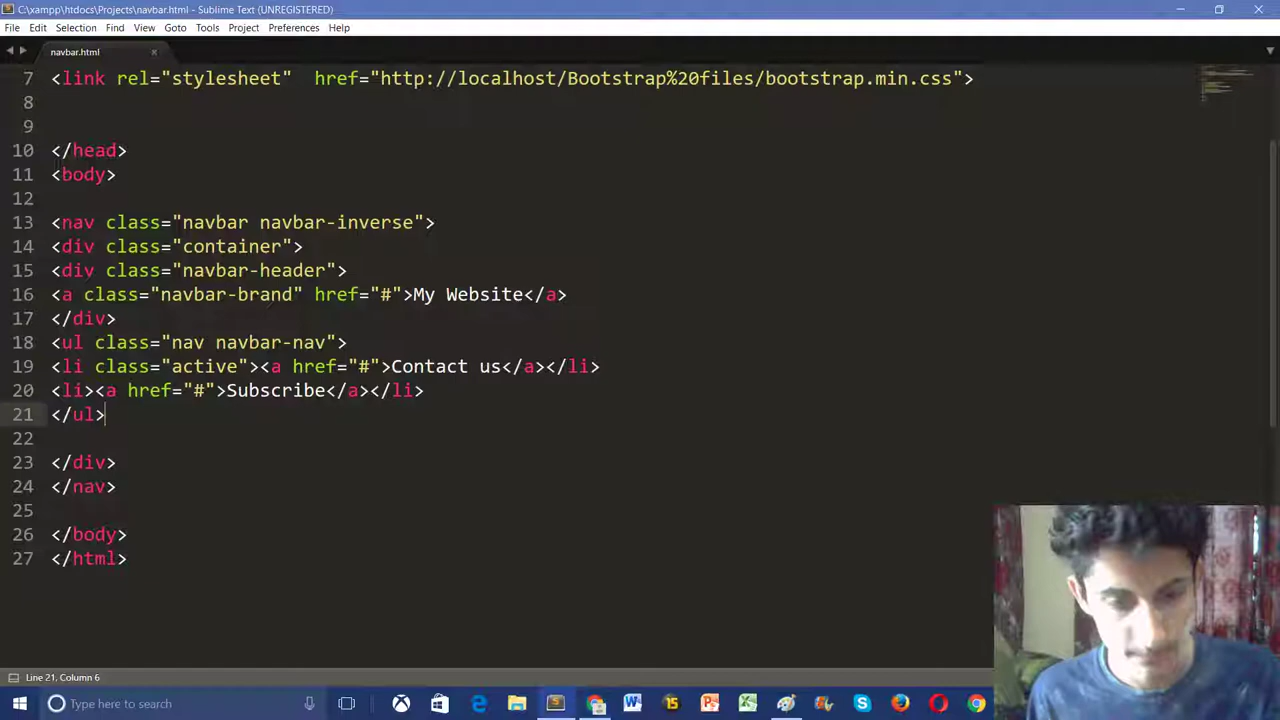 C:\xampp\htdocs\Projects\navbar.html - Sublime Text (UNREGISTERED)
File Edit Selection Find View Goto Tools Project Preferences Help
navbar.html
7 <link rel="stylesheet"  href="http://localhost/Bootstrap%20files/bootstrap.min.css">
8
9
10 </head>
11 <body>
12
13 <nav class="navbar navbar-inverse">
14 <div class="container">
15 <div class="navbar-header">
16 <a class="navbar-brand" href="#">My Website</a>
17 </div>
18 <ul class="nav navbar-nav">
19 <li class="active"><a href="#">Contact us</a></li>
20 <li><a href="#">Subscribe</a></li>
21 </ul>
22
23 </div>
24 </nav>
25
26 </body>
27 </html>
Line 21, Column 6
Type here to search